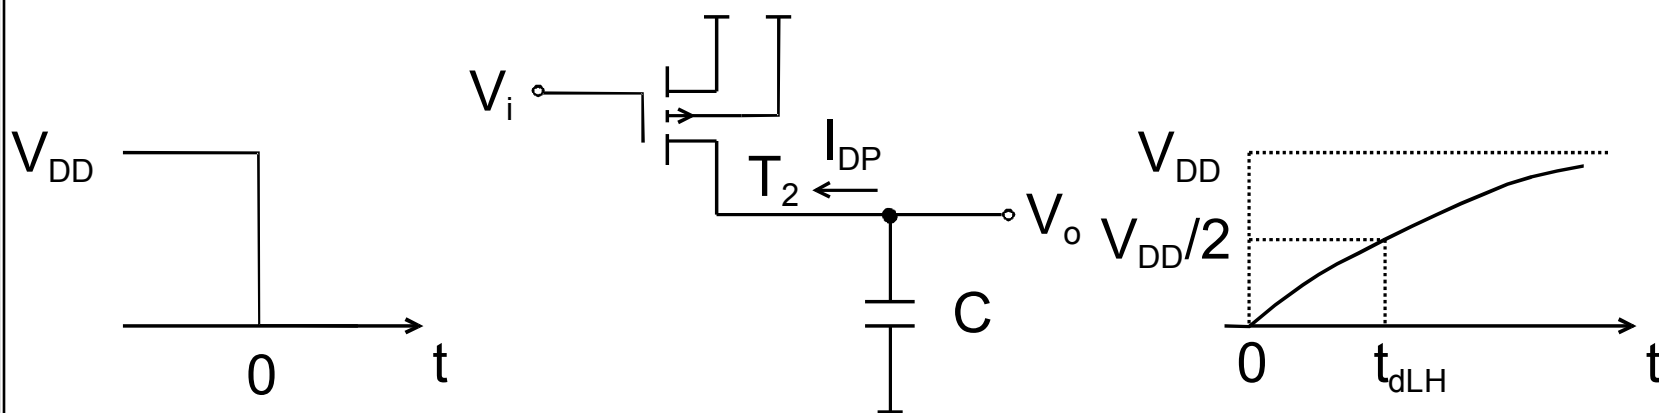 V_DD
0
t
V_i
T_2
I_DP
V_o
C
V_DD
V_DD/2
0
t_dLH
t